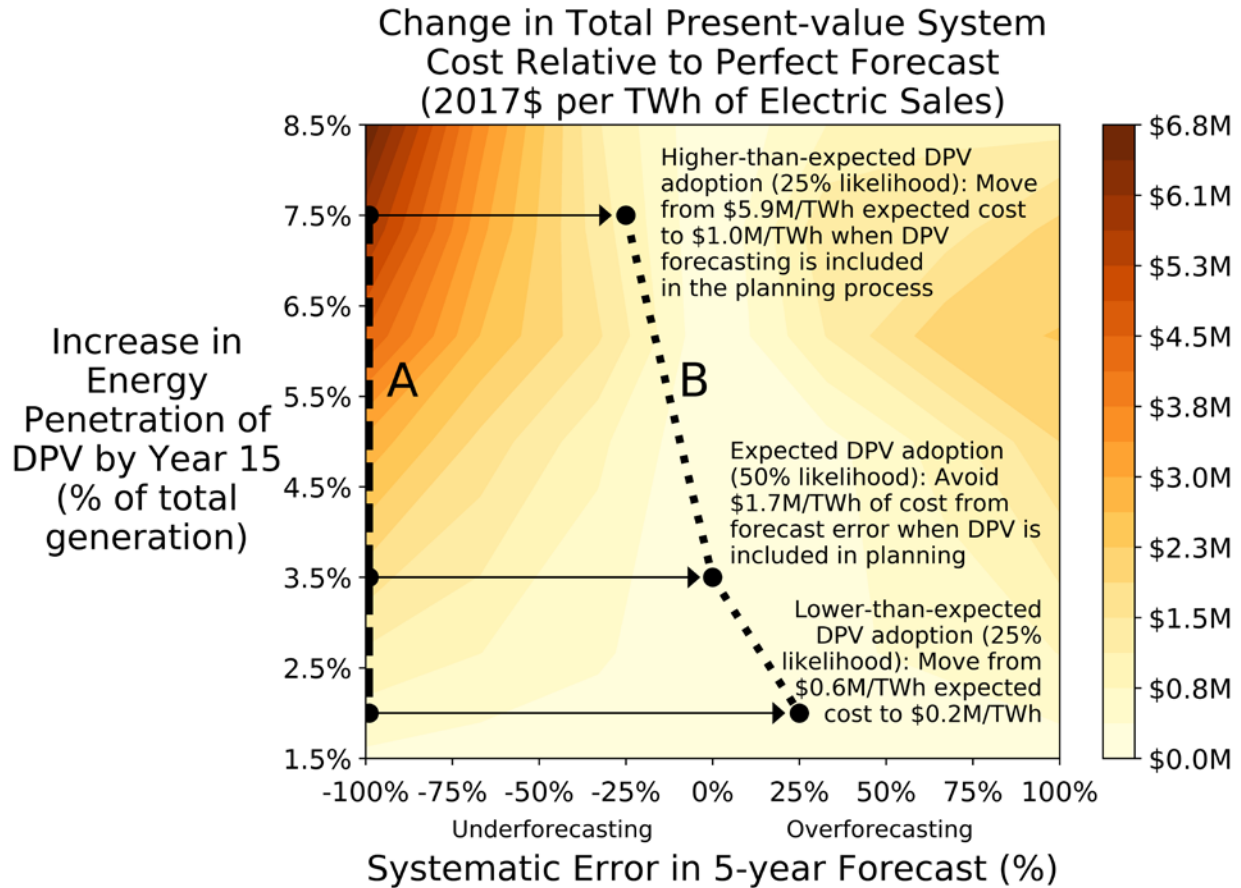 Change in Total Present-value System
Cost Relative to Perfect Forecast
(2017$ per TWh of Electric Sales)
Increase in
Energy
Penetration of
DPV by Year 15
(% of total
generation)
8.5%
7.5%
6.5%
5.5%
4.5%
3.5%
2.5%
1.5%
A
B
Higher-than-expected DPV
adoption (25% likelihood): Move
from $5.9M/TWh expected cost
to $1.0M/TWh when DPV
forecasting is included
in the planning process
Expected DPV adoption
(50% likelihood): Avoid
$1.7M/TWh of cost from
forecast error when DPV is
included in planning
Lower-than-expected
DPV adoption (25%
likelihood): Move from
$0.6M/TWh expected
cost to $0.2M/TWh
$6.8M
$6.1M
$5.3M
$4.5M
$3.8M
$3.0M
$2.3M
$1.5M
$0.8M
$0.0M
-100% -75% -50% -25% 0% 25% 50% 75% 100%
Underforecasting Overforecasting
Systematic Error in 5-year Forecast (%)